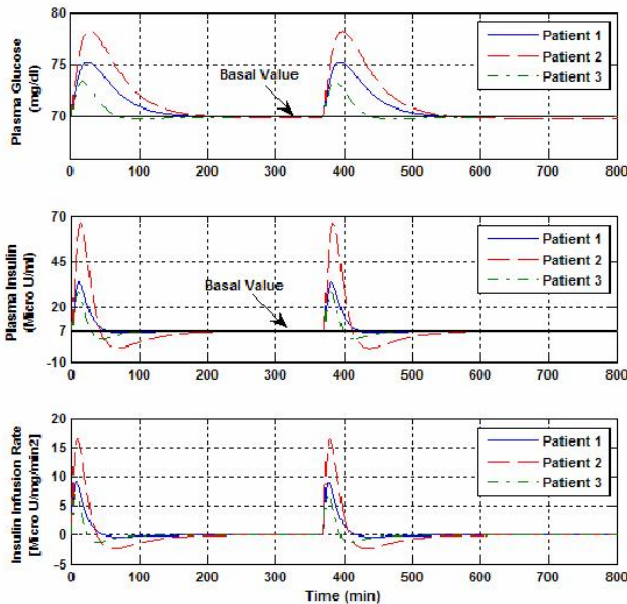 80
75
70
Plasma Glucose
(mg/dl)
Basal Value
Patient 1
Patient 2
Patient 3
0 100 200 300 400 500 600 700 800
70
50
20
7
-10
Plasma Insulin
(Micro U/ml)
Basal Value
Patient 1
Patient 2
Patient 3
0 100 200 300 400 500 600 700 800
20
15
10
5
0
-5
Insulin Infusion Rate
[Micro U/mg/min2]
Patient 1
Patient 2
Patient 3
0 100 200 300 400 500 600 700 800
Time (min)